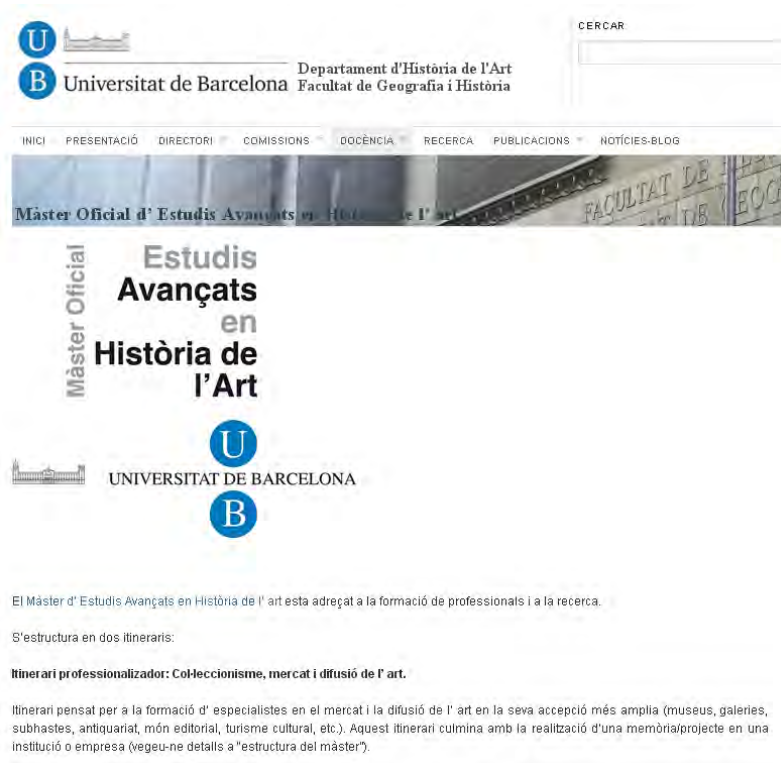 CERCAR
U
B
Universitat de Barcelona
Departament d'Història de l'Art
Facultat de Geografia i Història
INICI PRESENTACIÓ DIRECTORI COMISSIONS DOCÈNCIA RECERCA PUBLICACIONS NOTÍCIES-BLOG
Màster Oficial d' Estudis Avançats en Història de l' art
FACULTAT DE
Màster Oficial
Estudis
Avançats
en
Història de
l'Art
U
UNIVERSITAT DE BARCELONA
B
El Màster d' Estudis Avançats en Història de l' art esta adreçat a la formació de professionals i a la recerca.
S'estructura en dos itineraris:
Itinerari professionalizador: Col·leccionisme, mercat i difusió de l' art.
Itinerari pensat per a la formació d' especialistes en el mercat i la difusió de l' art en la seva accepció més amplia (museus, galeries,
subhastes, antiquariat, món editorial, turisme cultural, etc.). Aquest itinerari culmina amb la realització d'una memòria/projecte en una
institució o empresa (vegeu-ne detalls a "estructura del màster").